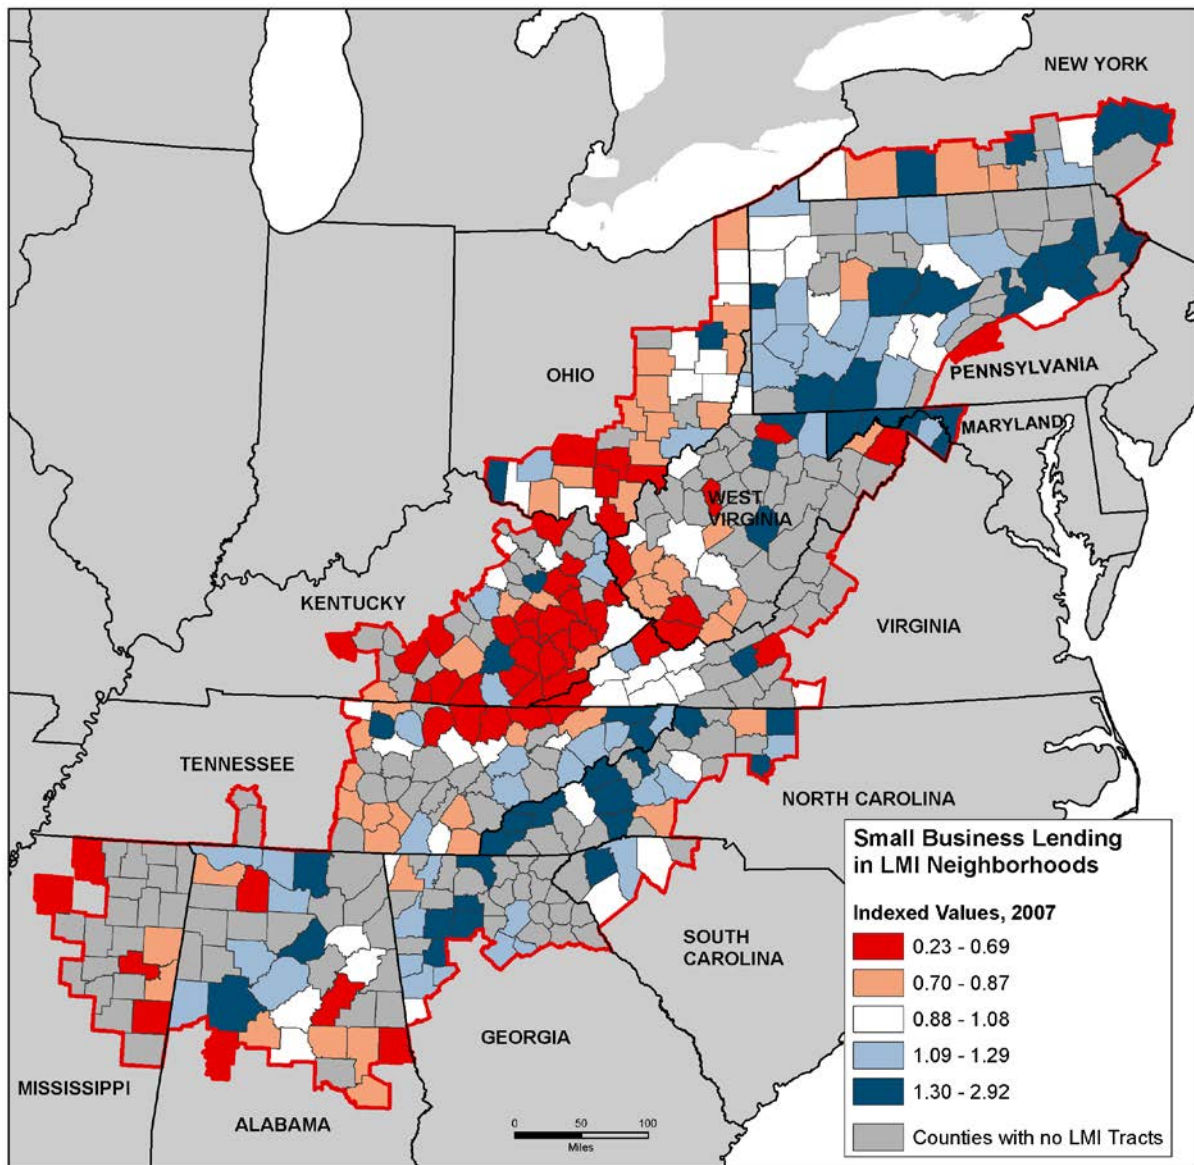 NEW YORK
PENNSYLVANIA
OHIO
MARYLAND
WEST
VIRGINIA
KENTUCKY
VIRGINIA
TENNESSEE
NORTH CAROLINA
Small Business Lending
in LMI Neighborhoods
Indexed Values, 2007
0.23 - 0.69
0.70 - 0.87
0.88 - 1.08
1.09 - 1.29
1.30 - 2.92
Counties with no LMI Tracts
SOUTH
CAROLINA
GEORGIA
MISSISSIPPI
ALABAMA
0 50 100
Miles